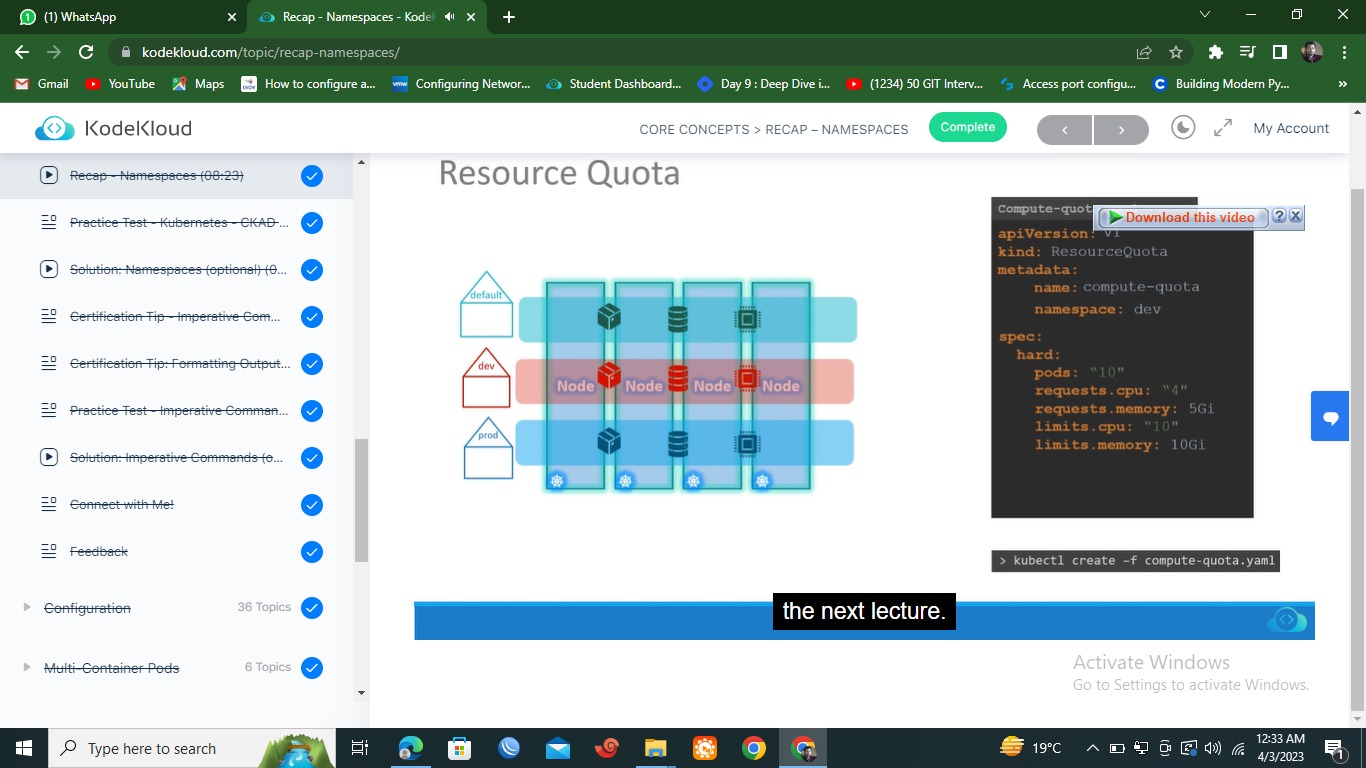 (1) WhatsApp
Recap - Namespaces - Kodek
kodekloud.com/topic/recap-namespaces/
Gmail
YouTube
Maps
How to configure a...
Configuring Networ...
Student Dashboard...
Day 9 : Deep Dive i...
(1234) 50 GIT Interv...
Access port configu...
Building Modern Py...
»
KodeKloud
CORE CONCEPTS > RECAP – NAMESPACES
Complete
My Account
Recap - Namespaces (08:23)
Practice Test - Kubernetes - CKAD-...
Solution: Namespaces (optional) (0...
Certification Tip - Imperative Com...
Certification Tip: Formatting Output...
Practice Test - Imperative Comman...
Solution: Imperative Commands (o...
Connect with Me!
Feedback
Configuration
36 Topics
Multi-Container Pods
6 Topics
Resource Quota
default
dev
prod
Node Node Node Node
Compute-quot
Download this video
?
apiVersion: v1
kind: ResourceQuota
metadata:
name: compute-quota
namespace: dev
spec:
hard:
pods: “10"
requests.cpu: “4"
requests.memory: 5Gi
limits.cpu: “10"
limits.memory: 10Gi
> kubectl create –f compute-quota.yaml
the next lecture.
Activate Windows
Go to Settings to activate Windows.
Type here to search
19°C
12:33 AM
4/3/2023
1